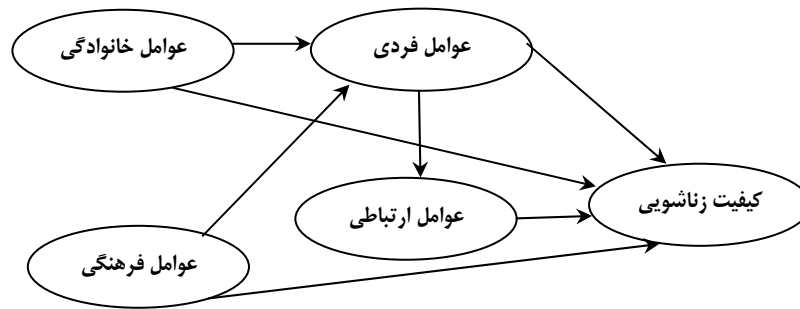 عوامل خانوادگی
عوامل فردی
کیفیت زناشویی
عوامل ارتباطی
عوامل فرهنگی